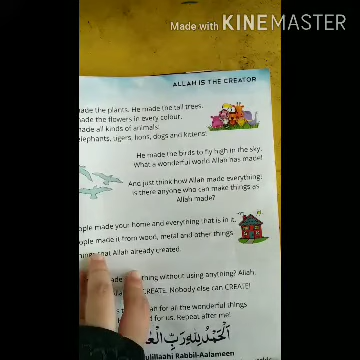 Made with KINEMASTER
ALLAH IS THE CREATOR
made the plants. He made the tall trees.
made the flowers in every colour.
made all kinds of animals
elephants, tigers, lions, dogs and kittens!
He made the birds to fly high in the sky.
What a wonderful world Allah has made!
And just think how Allah made everything:
Is there anyone who can make things as
Allah made?
ople made your home and everything that is in it.
ople made it from wool, metal and other things
that Allah already created.
thing without using anything? Allah.
CREATE. Nobody else can CREATE!
for all the wonderful things
for us. Repeat after me!
اَلْحَمْدُ لِلّٰهِ رَبِّ
ulillaahi Rabbil-Aalameen